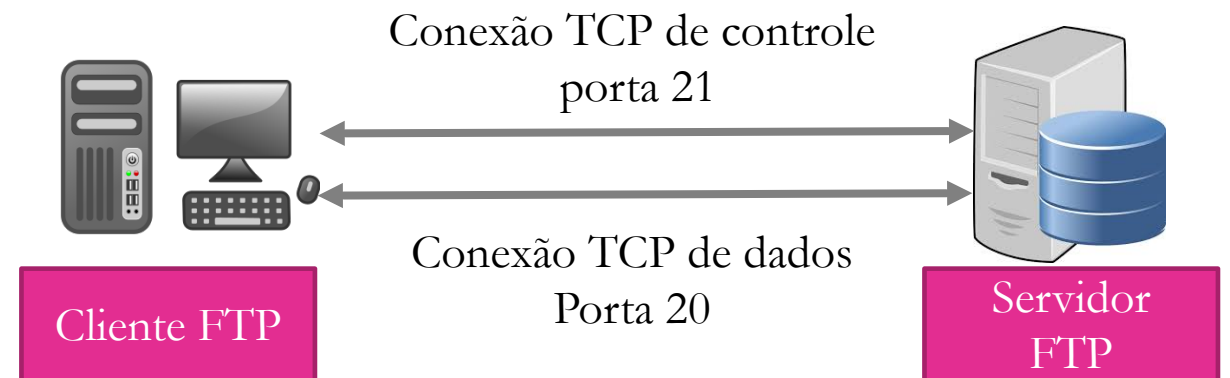 Conexão TCP de controle
porta 21
Conexão TCP de dados
Porta 20
Cliente FTP
Servidor
FTP